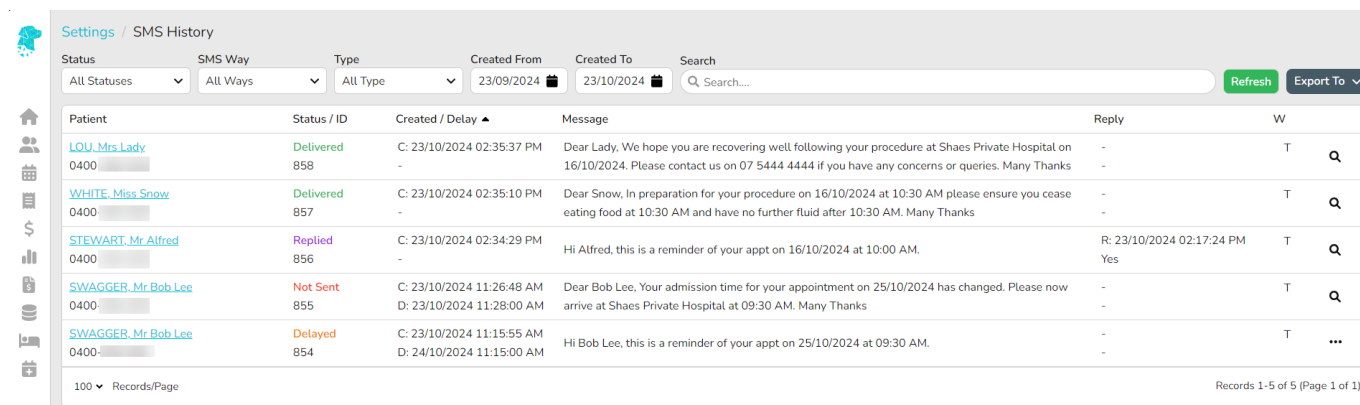 Settings / SMS History
Status SMS Way Type Created From Created To Search
All Statuses All Ways All Type 23/09/2024 23/10/2024 Search.... Refresh Export To
Patient Status / ID Created / Delay Message Reply W
LOU, Mrs Lady Delivered C: 23/10/2024 02:35:37 PM Dear Lady, We hope you are recovering well following your procedure at Shaes Private Hospital on - T
0400 858 - 16/10/2024. Please contact us on 07 5444 4444 if you have any concerns or queries. Many Thanks -
WHITE, Miss Snow Delivered C: 23/10/2024 02:35:10 PM Dear Snow, In preparation for your procedure on 16/10/2024 at 10:30 AM please ensure you cease - T
0400 857 - eating food at 10:30 AM and have no further fluid after 10:30 AM. Many Thanks -
STEWART, Mr Alfred Replied C: 23/10/2024 02:34:29 PM Hi Alfred, this is a reminder of your appt on 16/10/2024 at 10:00 AM. R: 23/10/2024 02:17:24 PM T
0400 856 - Yes
SWAGGER, Mr Bob Lee Not Sent C: 23/10/2024 11:26:48 AM Dear Bob Lee, Your admission time for your appointment on 25/10/2024 has changed. Please now - T
0400 855 D: 23/10/2024 11:28:00 AM arrive at Shaes Private Hospital at 09:30 AM. Many Thanks -
SWAGGER, Mr Bob Lee Delayed C: 23/10/2024 11:15:55 AM Hi Bob Lee, this is a reminder of your appt on 25/10/2024 at 09:30 AM. - T
0400 854 D: 24/10/2024 11:15:00 AM -
100 Records/Page Records 1-5 of 5 (Page 1 of 1)